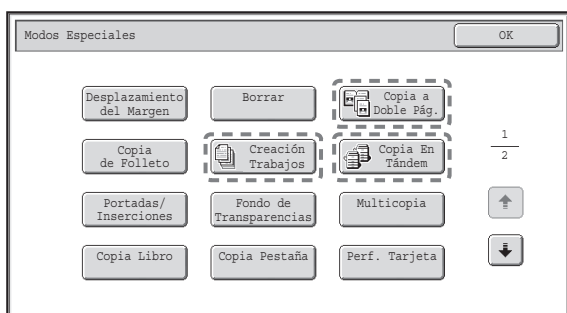 Modos Especiales
OK
Desplazamiento
del Margen
Borrar
Copia a
Doble Pág.
Copia
de Folleto
Creación
Trabajos
Copia En
Tándem
1
2
Portadas/
Inserciones
Fondo de
Transparencias
Multicopia
Copia Libro
Copia Pestaña
Perf. Tarjeta